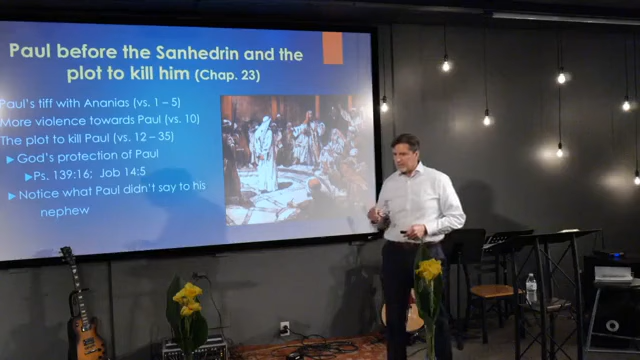 Paul before the Sanhedrin and the
plot to kill him (Chap. 23)
Paul's tiff with Ananias (vs. 1 – 5)
More violence towards Paul (vs. 10)
The plot to kill Paul (vs. 12 – 35)
God's protection of Paul
Ps. 139:16; Job 14:5
Notice what Paul didn't say to his
nephew